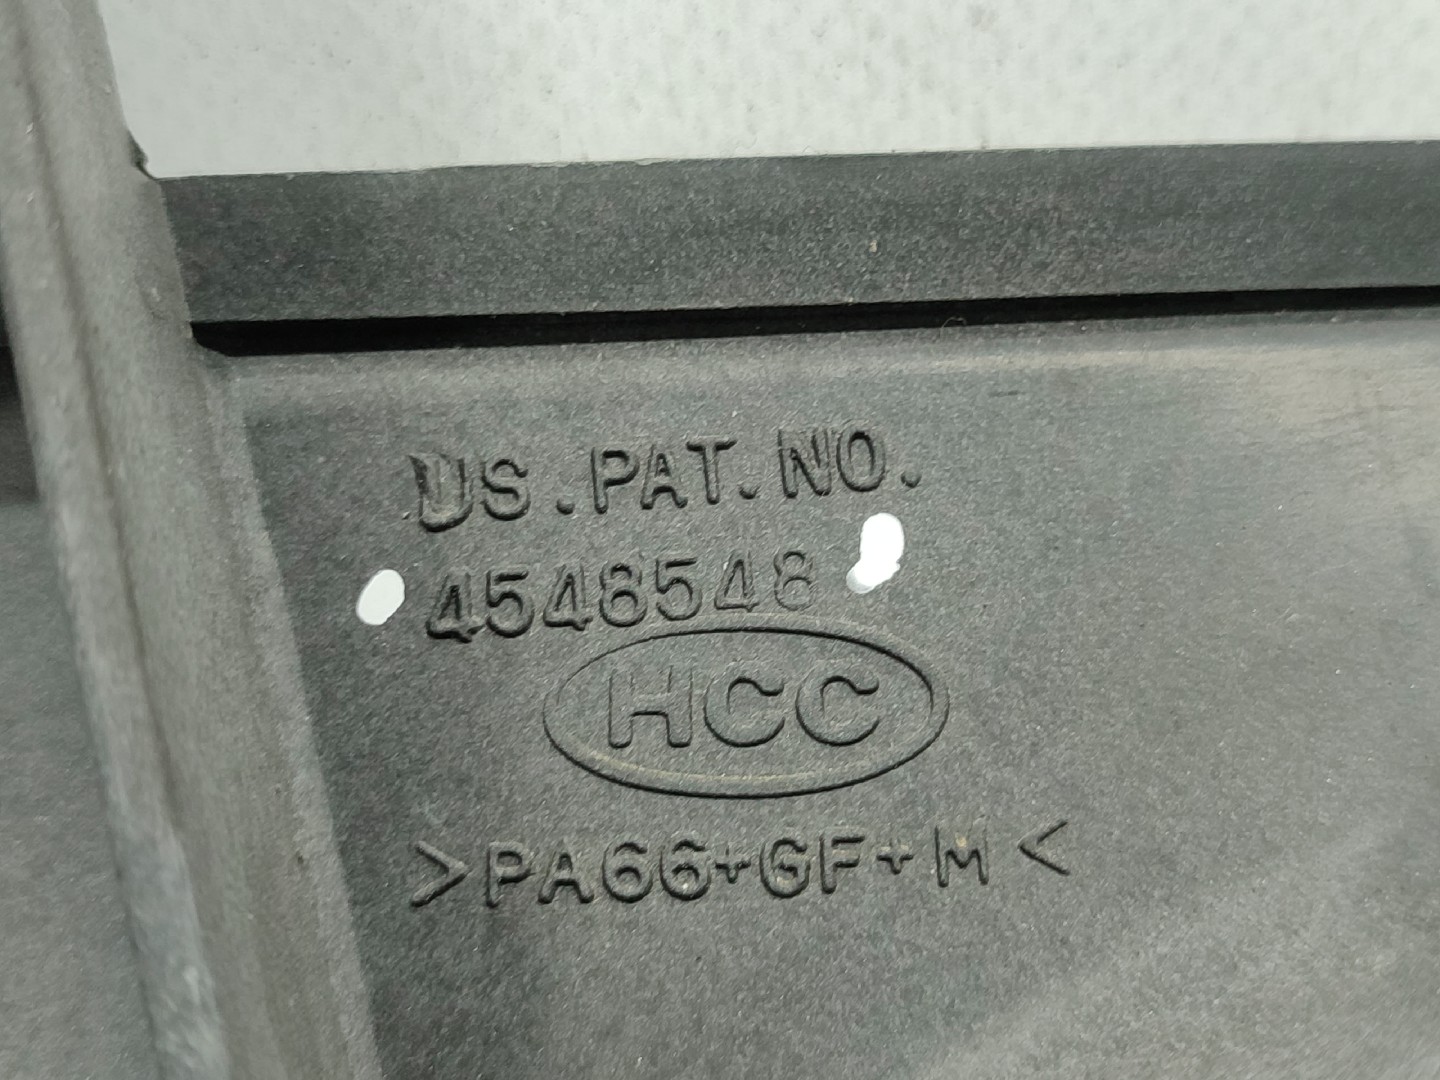 US.PAT.NO.
4548548
HCC
>PA66+GF+M<